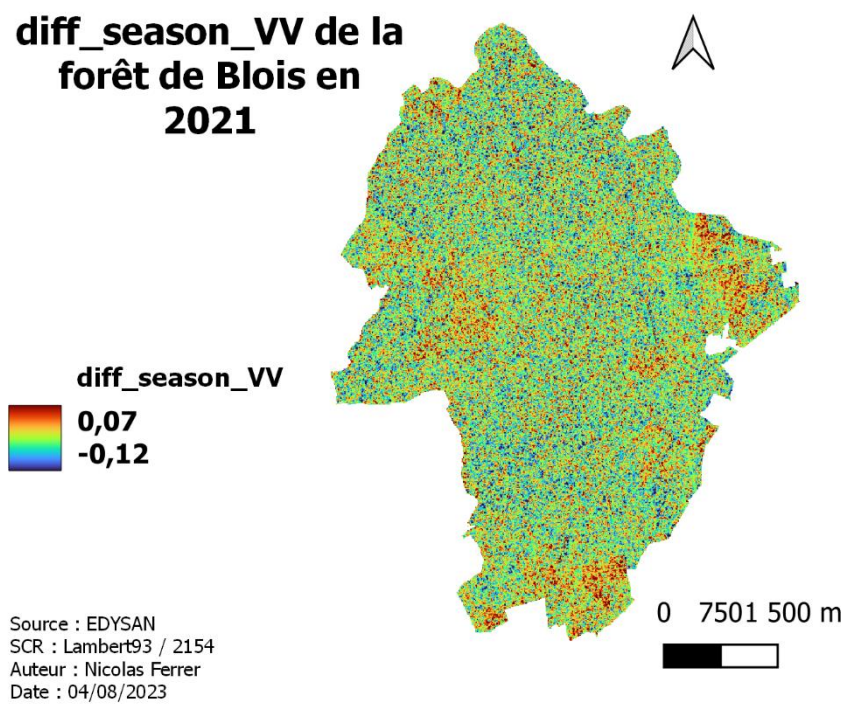 diff_season_VV de la
forêt de Blois en
2021
diff_season_VV
0,07
-0,12
0 7501 500 m
Source : EDYSAN
SCR : Lambert93 / 2154
Auteur : Nicolas Ferrer
Date : 04/08/2023